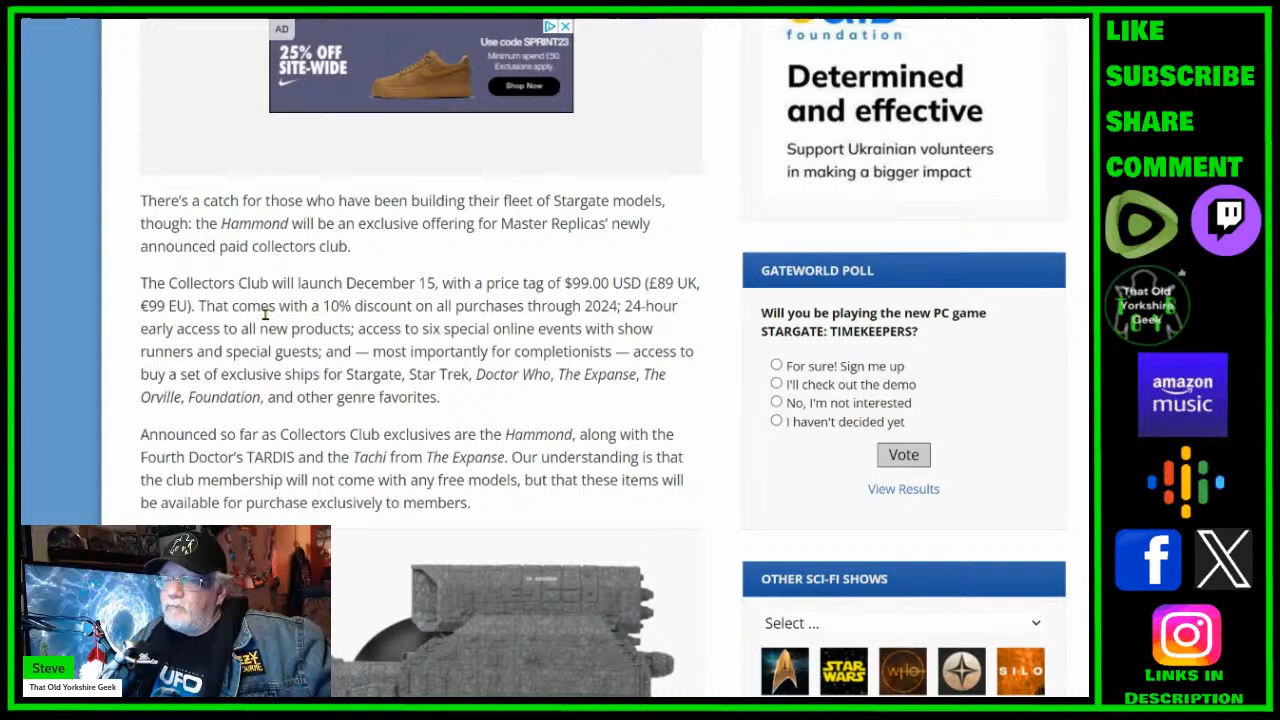 AD
25% OFF
SITE-WIDE
Use code SPRINT23
Minimum spend £50.
Exclusions apply.
Shop Now
There's a catch for those who have been building their fleet of Stargate models,
though: the Hammond will be an exclusive offering for Master Replicas' newly
announced paid collectors club.
The Collectors Club will launch December 15, with a price tag of $99.00 USD (£89 UK,
€99 EU). That comes with a 10% discount on all purchases through 2024; 24-hour
early access to all new products; access to six special online events with show
runners and special guests; and — most importantly for completionists — access to
buy a set of exclusive ships for Stargate, Star Trek, Doctor Who, The Expanse, The
Orville, Foundation, and other genre favorites.
Announced so far as Collectors Club exclusives are the Hammond, along with the
Fourth Doctor's TARDIS and the Tachi from The Expanse. Our understanding is that
the club membership will not come with any free models, but that these items will
be available for purchase exclusively to members.
foundation
Determined
and effective
Support Ukrainian volunteers
in making a bigger impact
GATEWORLD POLL
Will you be playing the new PC game
STARGATE: TIMEKEEPERS?
For sure! Sign me up
I'll check out the demo
No, I'm not interested
I haven't decided yet
Vote
View Results
OTHER SCI-FI SHOWS
Select ...
STAR
WARS
WHO
SILO
UFO
Steve
That Old Yorkshire Geek
LIKE
SUBSCRIBE
SHARE
COMMENT
That Old
Yorkshire
Geek
amazon
music
LINKS IN
DESCRIPTION